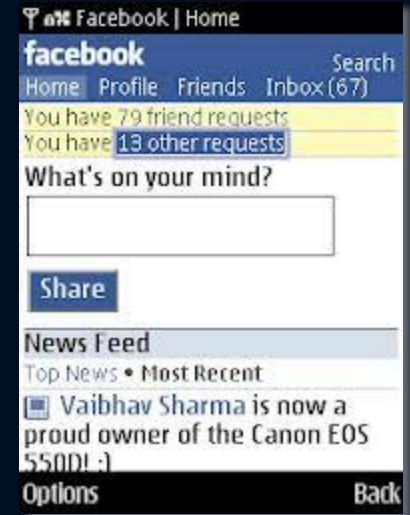 Facebook | Home
facebook
Search
Home Profile Friends Inbox (67)
You have 79 friend requests
You have 13 other requests
What's on your mind?
Share
News Feed
Top News • Most Recent
Vaibhav Sharma is now a
proud owner of the Canon EOS
550D! :)
Options Back